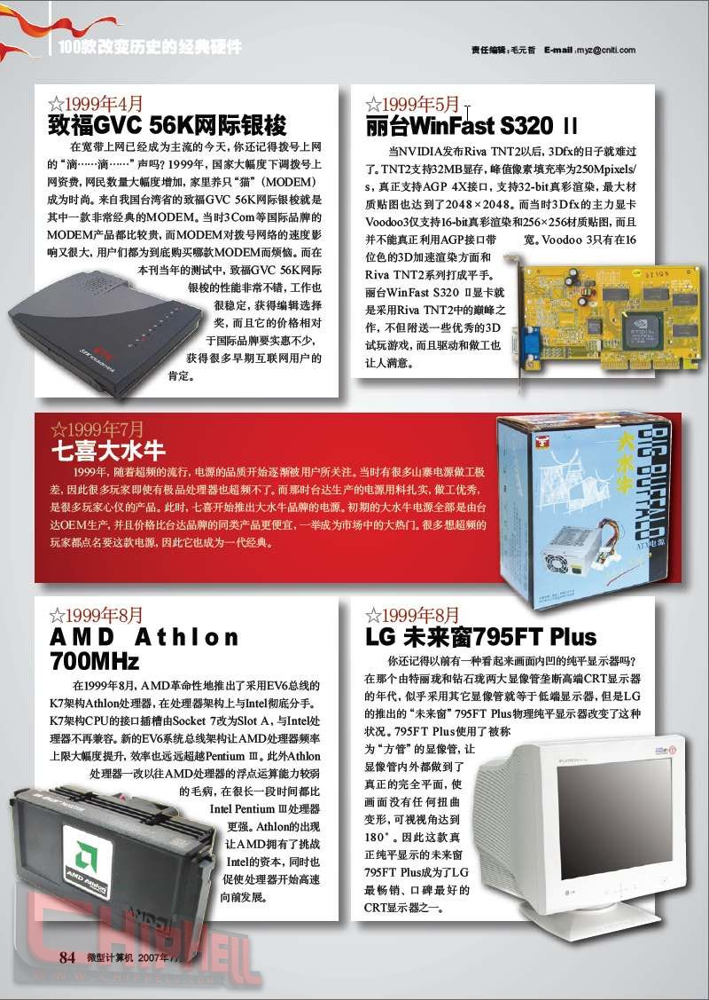 100款改变历史的经典硬件
责任编辑:毛元哲 E-mail:myz@cniti.com
☆1999年4月
致福GVC 56K网际银梭
在宽带上网已经成为主流的今天,你还记得拨号上网
的“滴……滴……”声吗?1999年,国家大幅度下调拨号上
网资费,网民数量大幅度增加,家里养只“猫”(MODEM)
成为时尚。来自我国台湾省的致福GVC 56K网际银梭就是
其中一款非常经典的MODEM。当时3Com等国际品牌的
MODEM产品都比较贵,而MODEM对拨号网络的速度影
响又很大,用户们都为到底购买哪款MODEM而烦恼。而在
本刊当年的测试中,致福GVC 56K网际
银梭的性能非常不错,工作也
很稳定,获得编辑选择
奖,而且它的价格相对
于国际品牌要实惠不少,
获得很多早期互联网用户的
肯定。
☆1999年5月
丽台WinFast S320 II
当NVIDIA发布Riva TNT2以后,3Dfx的日子就难过
了。TNT2支持32MB显存,峰值像素填充率为250Mpixels/
s,真正支持AGP 4X接口,支持32-bit真彩渲染,最大材
质贴图也达到了2048×2048。而当时3Dfx的主力显卡
Voodoo3仅支持16-bit真彩渲染和256×256材质贴图,而且
并不能真正利用AGP接口带宽。Voodoo 3只有在16
位色的3D加速渲染方面和
Riva TNT2系列打成平手。
丽台WinFast S320 II显卡就
是采用Riva TNT2中的巅峰之
作,不但附送一些优秀的3D
试玩游戏,而且驱动和做工也
让人满意。
NVIDIA
☆1999年7月
七喜大水牛
1999年,随着超频的流行,电源的品质开始逐渐被用户所关注。当时有很多山寨电源做工极
差,因此很多玩家即使有极品处理器也超频不了。而那时台达生产的电源用料扎实,做工优秀,
是很多玩家心仪的产品。此时,七喜开始推出大水牛品牌的电源。初期的大水牛电源全部是由台
达OEM生产,并且价格比台达品牌的同类产品更便宜,一举成为市场中的大热门。很多想超频的
玩家都点名要这款电源,因此它也成为一代经典。
大水牛
BIG BUFFALO
BIG BUFFALO
ATX电源
☆1999年8月
AMD Athlon
700MHz
在1999年8月,AMD革命性地推出了采用EV6总线的
K7架构Athlon处理器,在处理器架构上与Intel彻底分手。
K7架构CPU的接口插槽由Socket 7改为Slot A,与Intel处
理器不再兼容。新的EV6系统总线架构让AMD处理器频率
上限大幅度提升,效率也远远超越Pentium III。此外Athlon
处理器一改以往AMD处理器的浮点运算能力较弱
的毛病,在很长一段时间都比
Intel Pentium III处理器
更强。Athlon的出现
让AMD拥有了挑战
Intel的资本,同时也
促使处理器开始高速
向前发展。
AMD Athlon
AMD
☆1999年8月
LG 未来窗795FT Plus
你还记得以前有一种看起来画面内凹的纯平显示器吗?
在那个由特丽珑和钻石珑两大显像管垄断高端CRT显示器
的年代,似乎采用其它显像管就等于低端显示器,但是LG
的推出的“未来窗”795FT Plus物理纯平显示器改变了这种
状况。795FT Plus使用了被称
为“方管”的显像管,让
显像管内外都做到了
真正的完全平面,使
画面没有任何扭曲
变形,可视视角达到
180°。因此这款真
正纯平显示的未来窗
795FT Plus成为了LG
最畅销、口碑最好的
CRT显示器之一。
LG
84 微型计算机 2007年7
CHIPHELL
WWW.CHIPHELL.COM